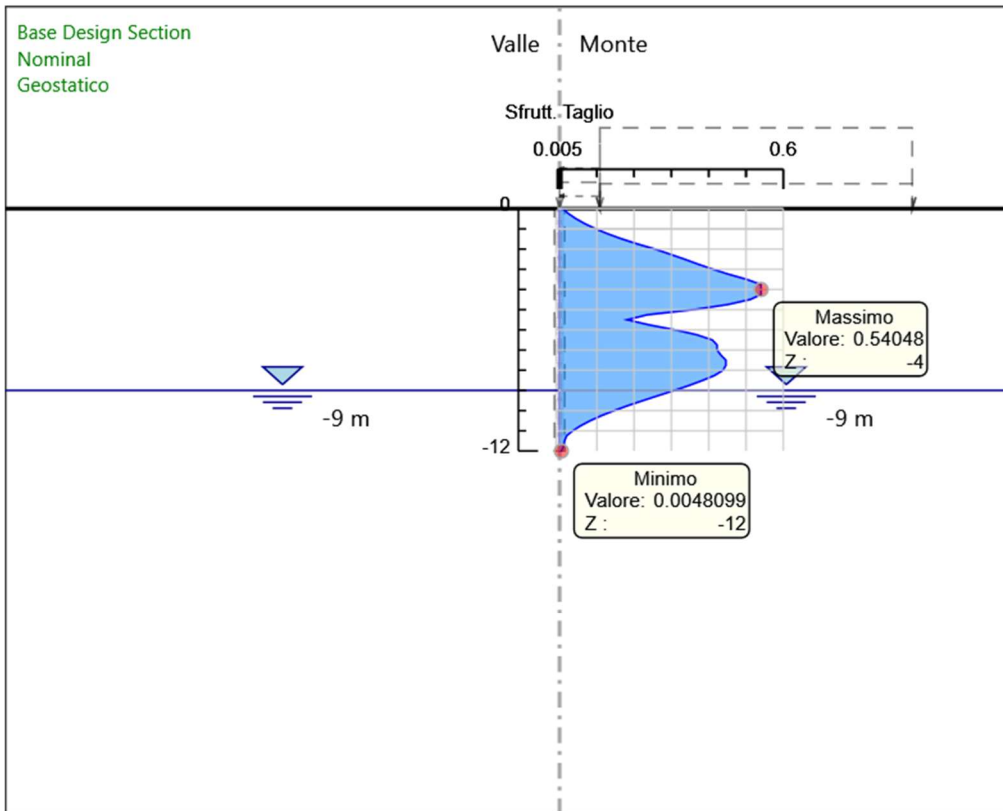 Base Design Section
Nominal
Geostatico
Valle
Monte
Sfrutt. Taglio
0.005
0.6
0
Massimo
Valore: 0.54048
Z : -4
-9 m
-9 m
-12
Minimo
Valore: 0.0048099
Z : -12